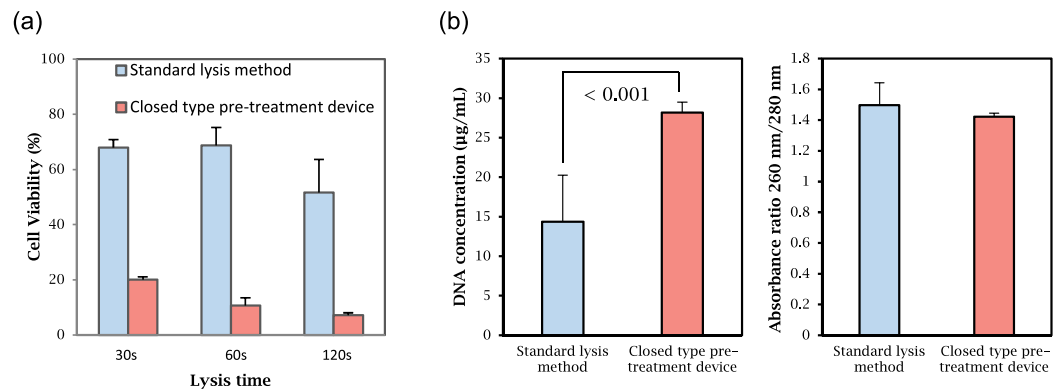 (a)
Cell Viability (%)
100
80
60
40
20
0
Standard lysis method
Closed type pre-treatment device
30s
60s
120s
Lysis time
(b)
DNA concentration (µg/mL)
35
30
25
20
15
10
5
0
< 0.001
Standard lysis
method
Closed type pre-
treatment device
Absorbance ratio 260 nm/280 nm
1.8
1.6
1.4
1.2
1
0.8
0.6
0.4
0.2
0
Standard lysis
method
Closed type pre-
treatment device